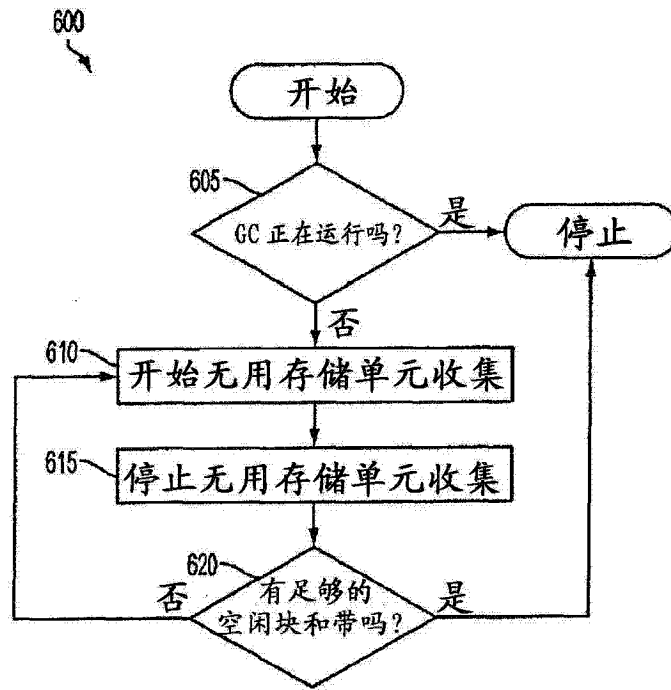 600
开始
605
GC 正在运行吗?
是
停止
否
610
开始无用存储单元收集
615
停止无用存储单元收集
620
否
有足够的
空闲块和带吗?
是